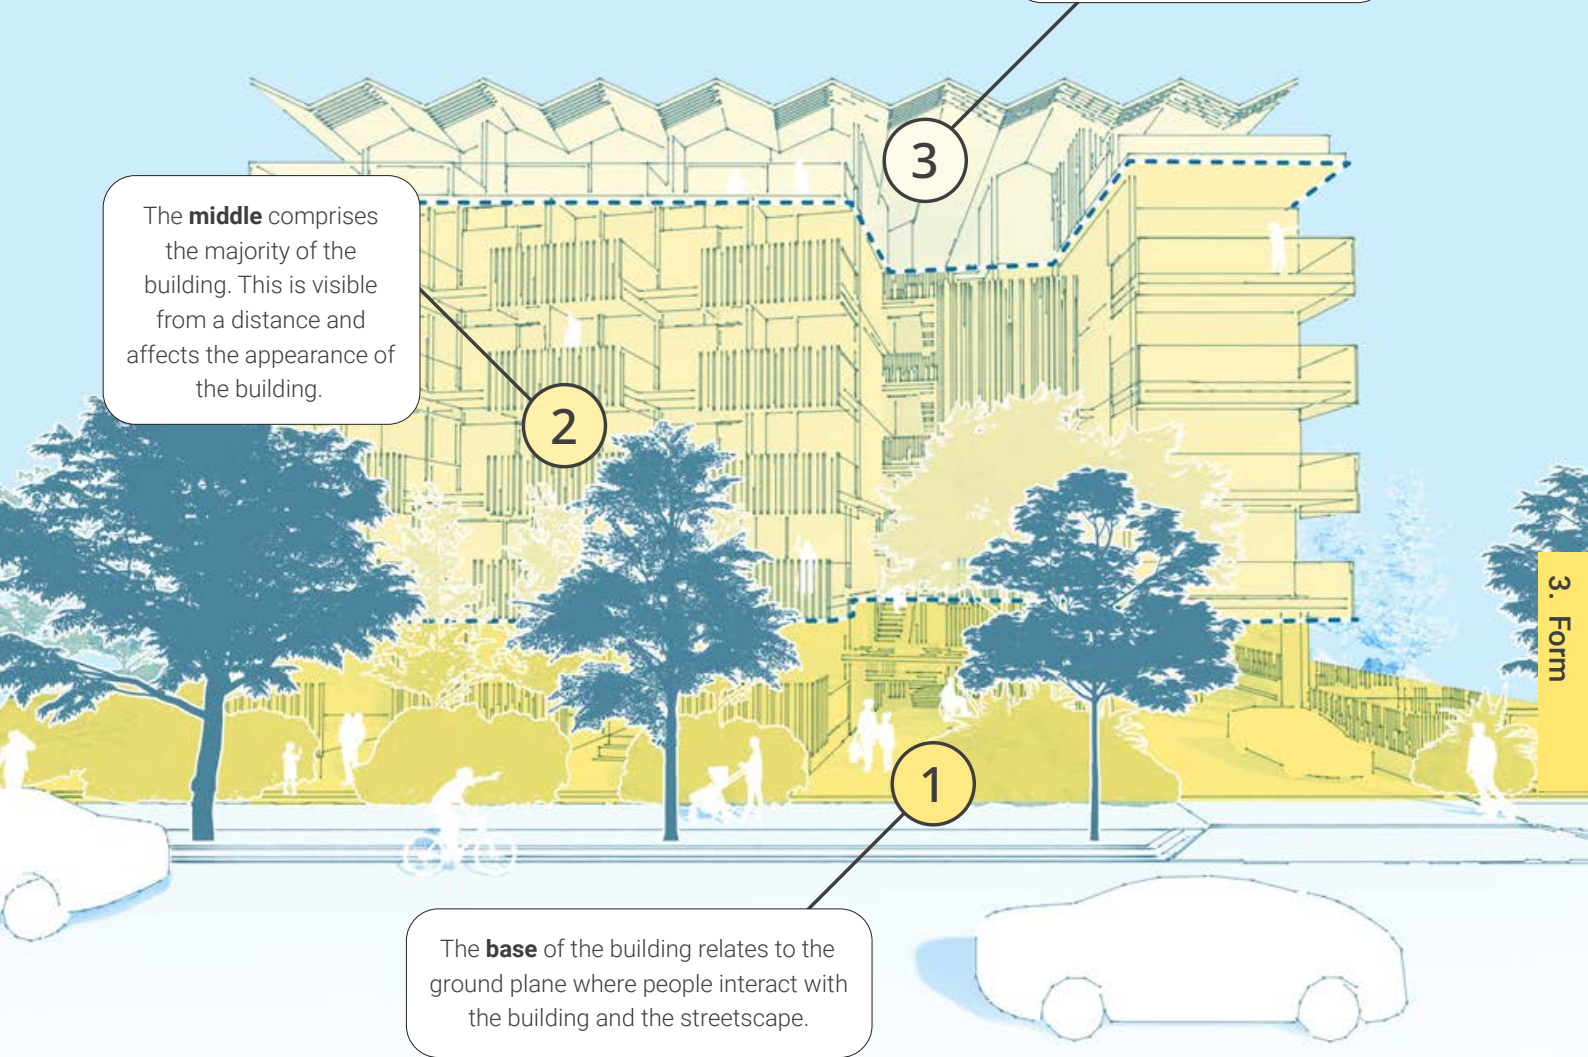 3
The middle comprises
the majority of the
building. This is visible
from a distance and
affects the appearance of
the building.
2
3. Form
1
The base of the building relates to the
ground plane where people interact with
the building and the streetscape.